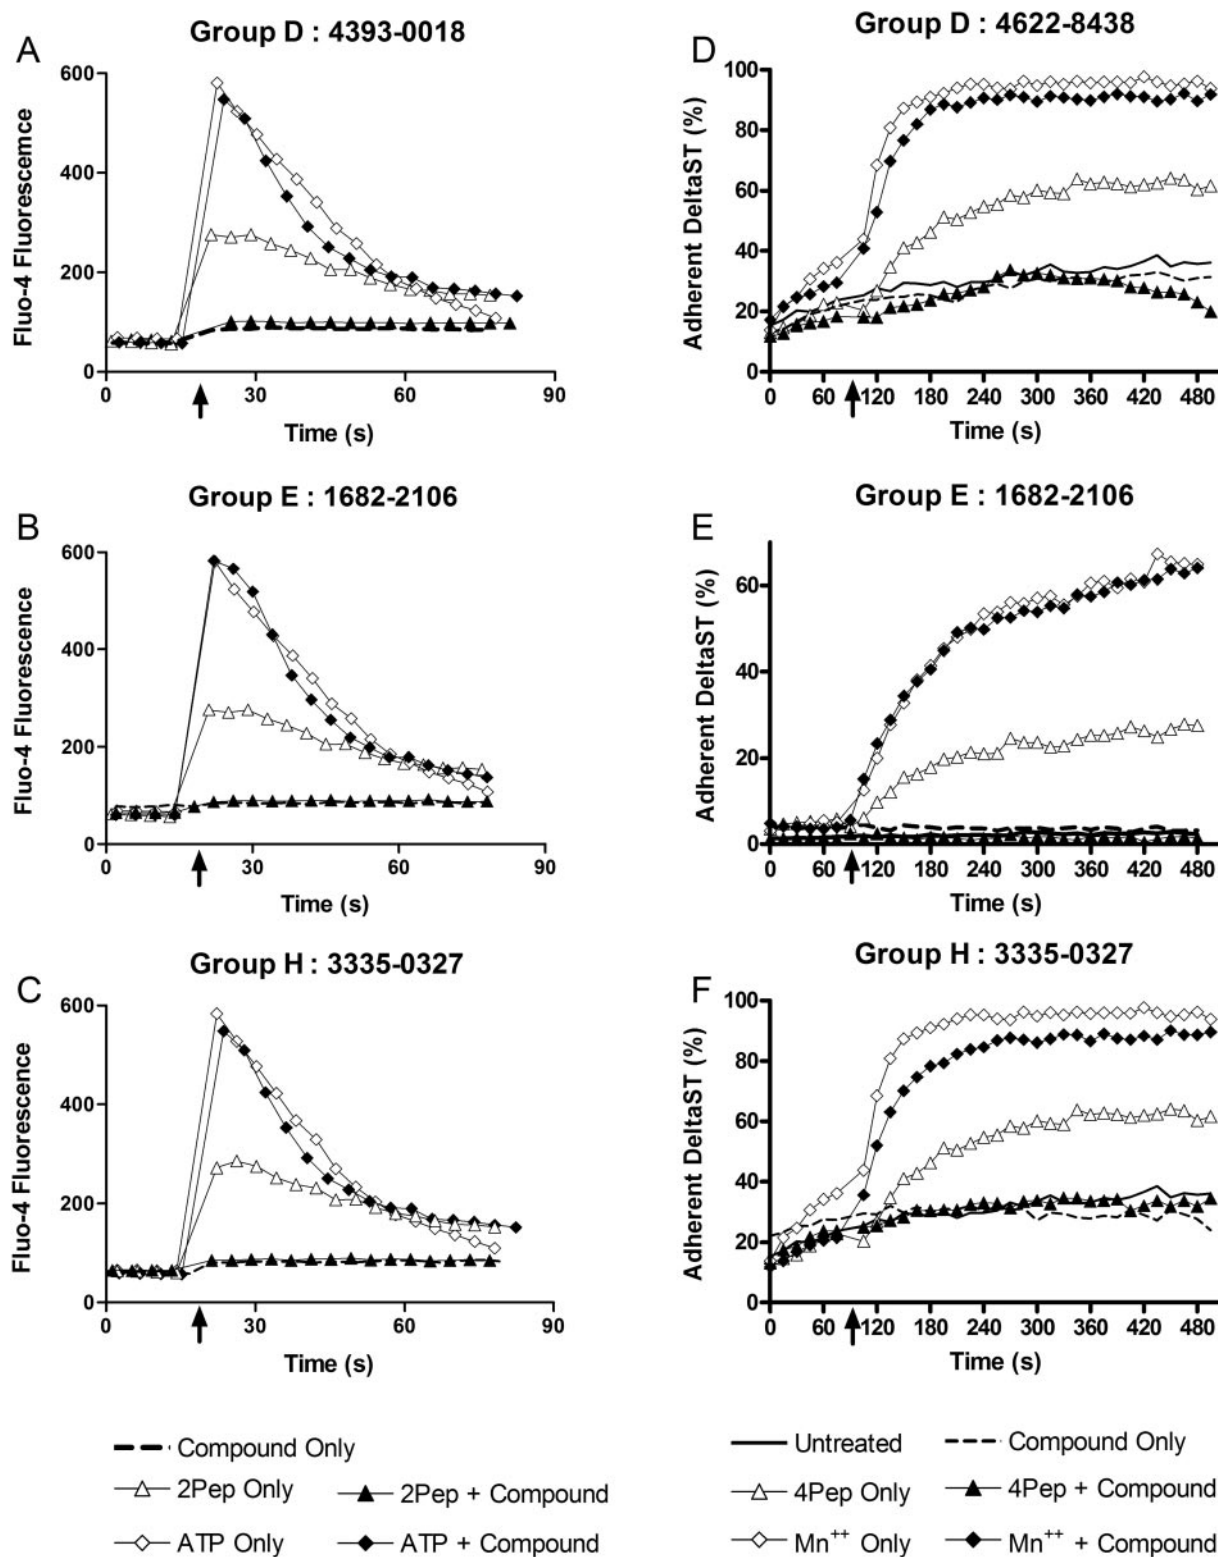 A
Group D : 4393-0018
Fluo-4 Fluorescemce
600
400
200
0
0 30 60 90
Time (s)
D
Group D : 4622-8438
Adherent DeltaST (%)
100
80
60
40
20
0
0 60 120 180 240 300 360 420 480
Time (s)
B
Group E : 1682-2106
Fluo-4 Fluorescence
600
400
200
0
0 30 60 90
Time (s)
E
Group E : 1682-2106
Adherent DeltaST (%)
60
40
20
0
0 60 120 180 240 300 360 420 480
Time (s)
C
Group H : 3335-0327
Fluo-4 Fluorescence
600
400
200
0
0 30 60 90
Time (s)
F
Group H : 3335-0327
Adherent DeltaST (%)
100
80
60
40
20
0
0 60 120 180 240 300 360 420 480
Time (s)
Compound Only
2Pep Only 2Pep + Compound
ATP Only ATP + Compound
Untreated Compound Only
4Pep Only 4Pep + Compound
Mn⁺⁺ Only Mn⁺⁺ + Compound